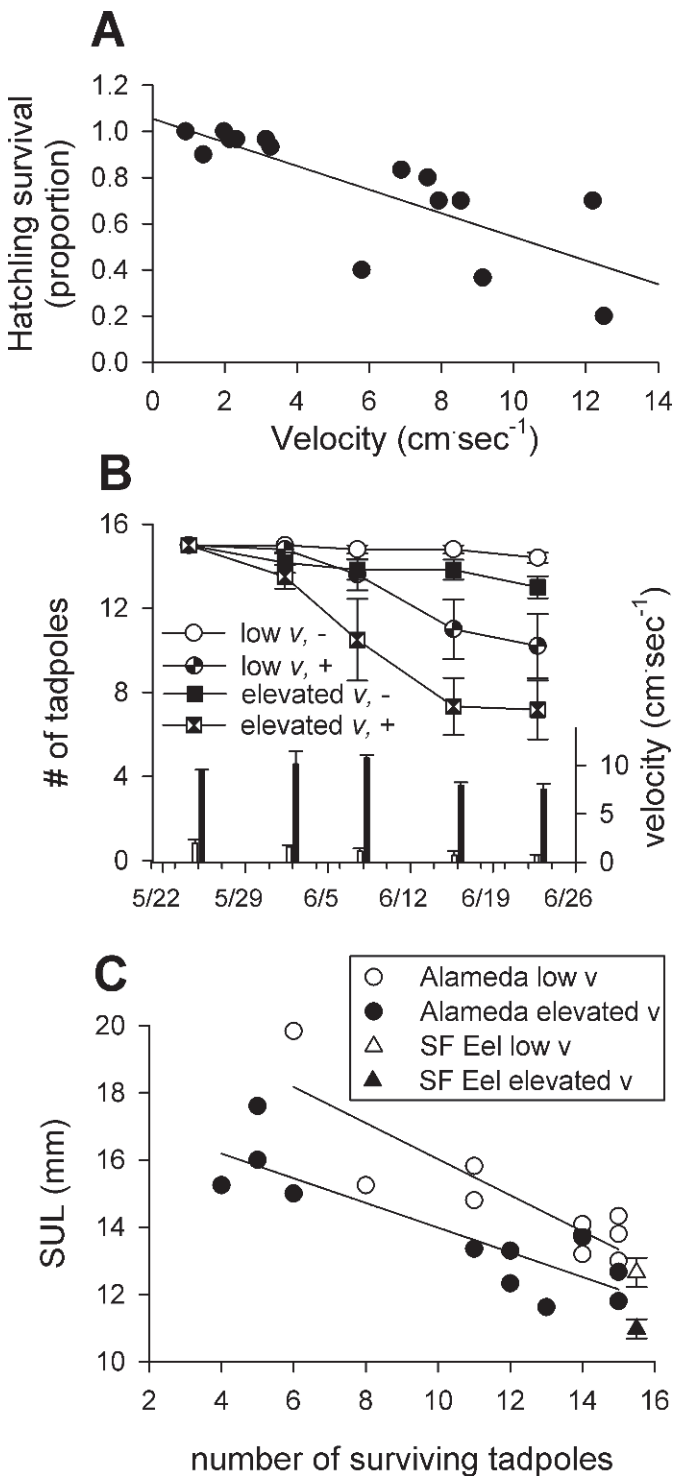 A
Hatchling survival
(proportion)
1.2
1.0
0.8
0.6
0.4
0.2
0.0
0 2 4 6 8 10 12 14
Velocity (cm·sec-1)
B
# of tadpoles
16
12
8
4
0
low v, -
low v, +
elevated v, -
elevated v, +
velocity (cm·sec-1)
10
5
0
5/22 5/29 6/5 6/12 6/19 6/26
C
Alameda low v
Alameda elevated v
SF Eel low v
SF Eel elevated v
SUL (mm)
20
18
16
14
12
10
2 4 6 8 10 12 14 16
number of surviving tadpoles